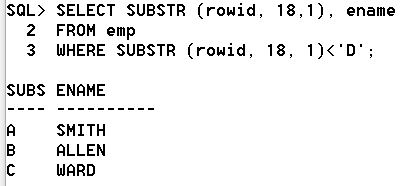 SQL> SELECT SUBSTR (rowid, 18,1), ename
  2  FROM emp
  3  WHERE SUBSTR (rowid, 18, 1)<'D';
SUBS ENAME
---- ----------
A    SMITH
B    ALLEN
C    WARD